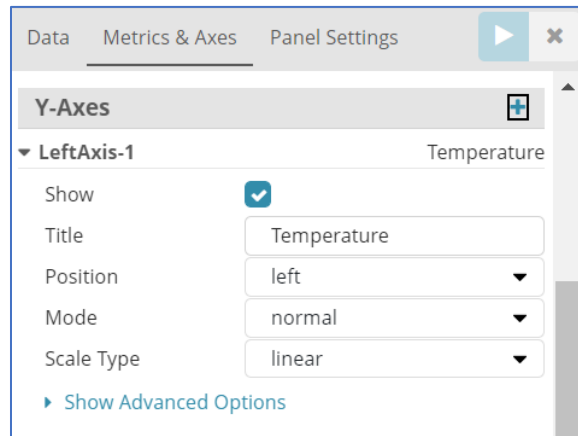 Data Metrics & Axes Panel Settings
Y-Axes
LeftAxis-1 Temperature
Show
Title Temperature
Position left
Mode normal
Scale Type linear
Show Advanced Options